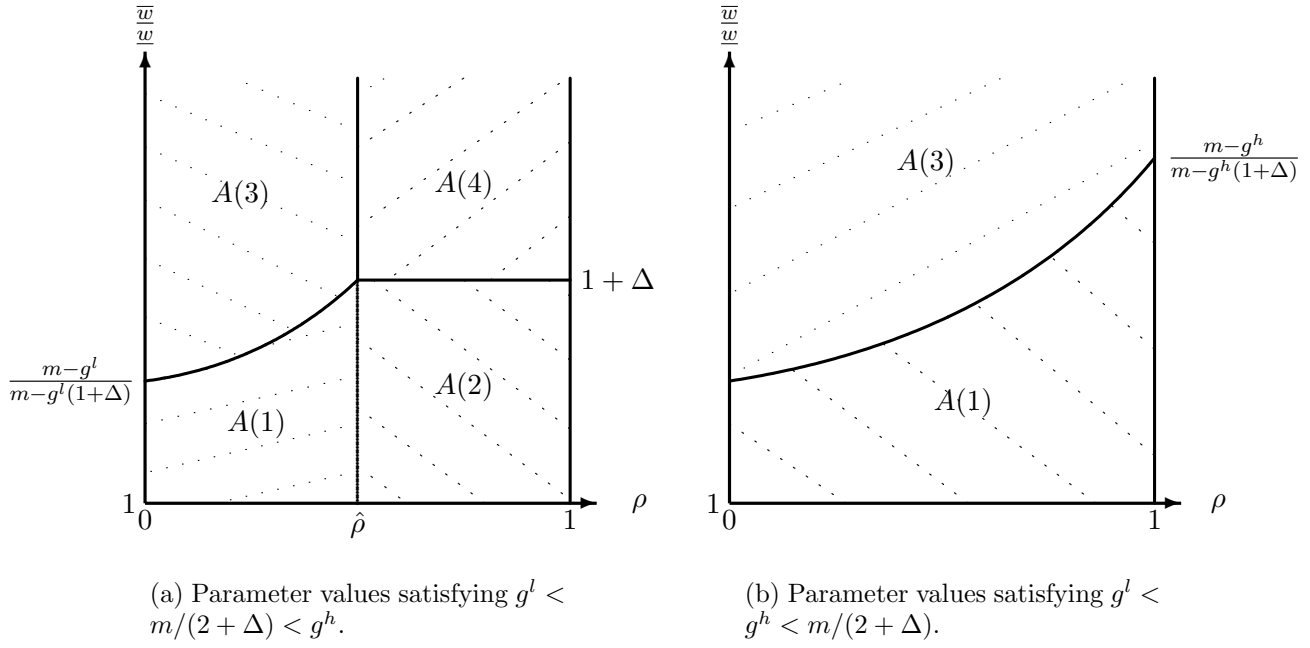 w̅/w̲
A(3)
A(4)
1 + Δ
m−g^l / m−g^l(1+Δ)
A(1)
A(2)
1
0
ρ̂
1
ρ
(a) Parameter values satisfying g^l <
m/(2 + Δ) < g^h.
w̅/w̲
A(3)
m−g^h / m−g^h(1+Δ)
A(1)
1
0
1
ρ
(b) Parameter values satisfying g^l <
g^h < m/(2 + Δ).